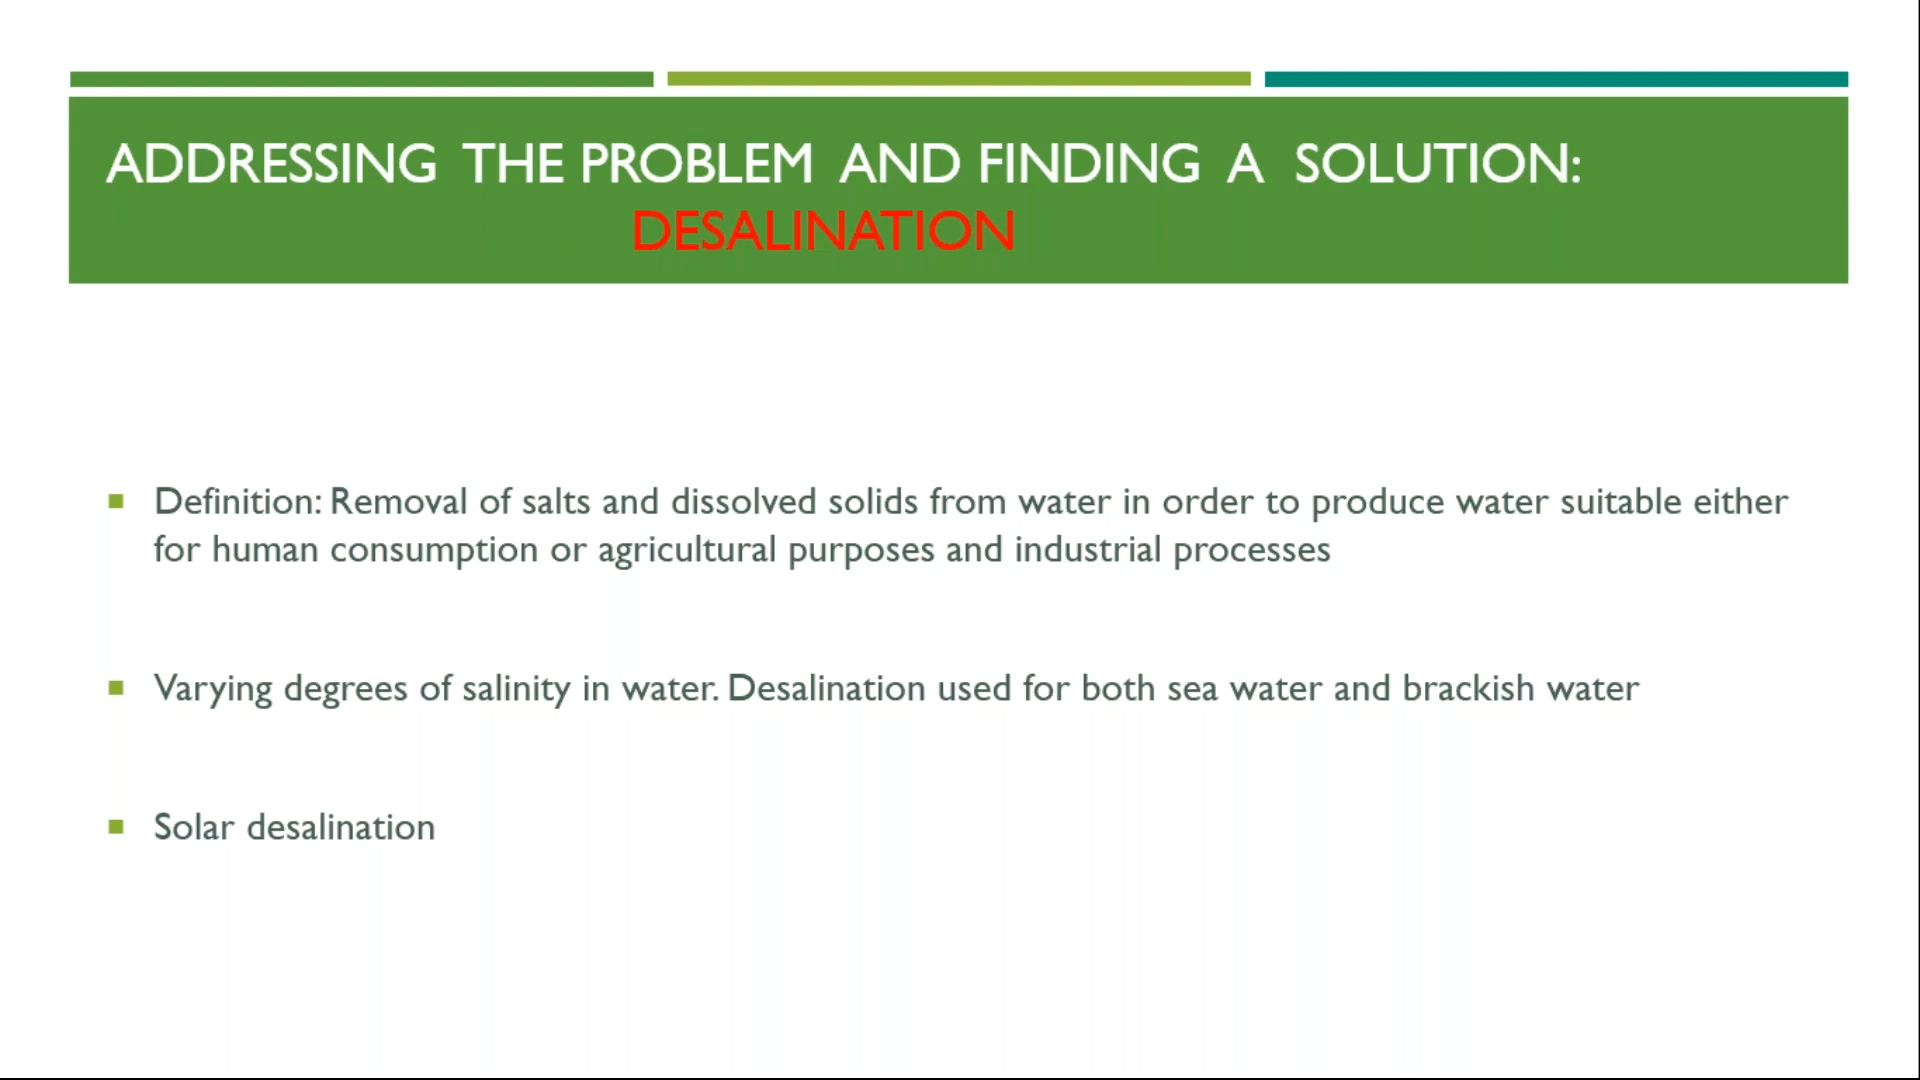 ADDRESSING THE PROBLEM AND FINDING A SOLUTION:
DESALINATION
Definition: Removal of salts and dissolved solids from water in order to produce water suitable either
for human consumption or agricultural purposes and industrial processes
Varying degrees of salinity in water. Desalination used for both sea water and brackish water
Solar desalination